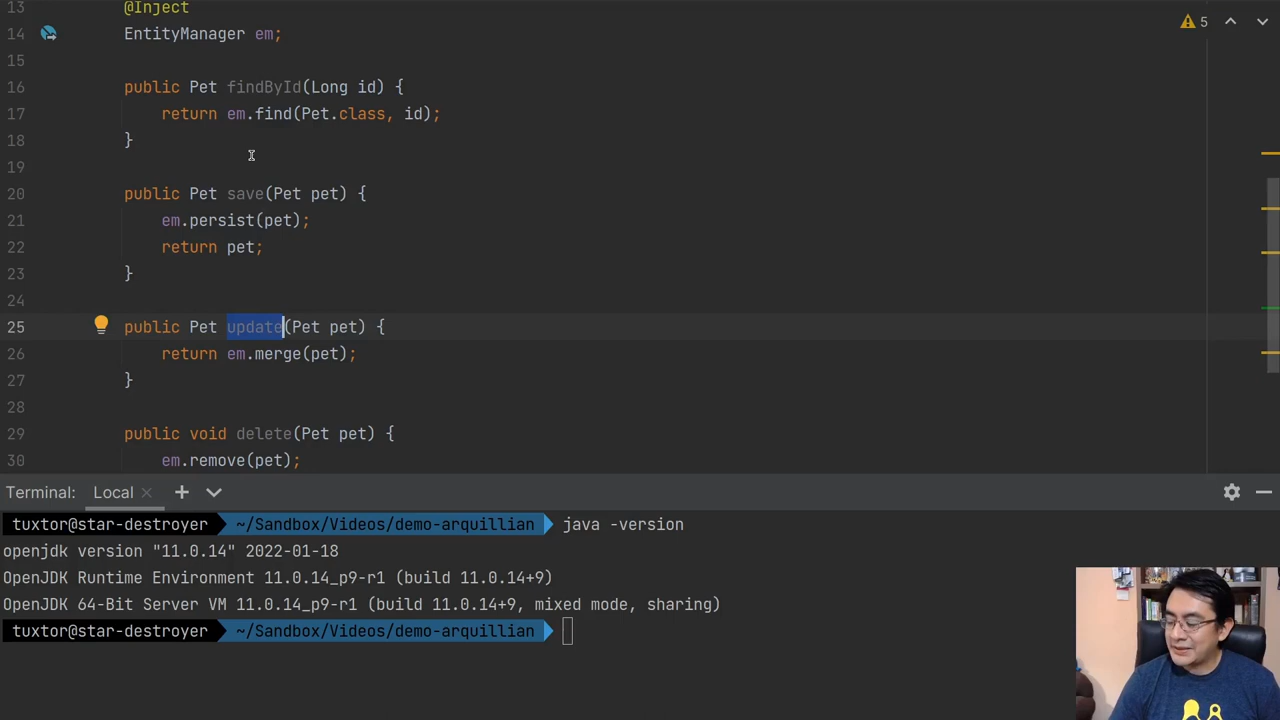 13 @Inject
14 EntityManager em;
15
16 public Pet findById(Long id) {
17 return em.find(Pet.class, id);
18 }
19
20 public Pet save(Pet pet) {
21 em.persist(pet);
22 return pet;
23 }
24
25 public Pet update(Pet pet) {
26 return em.merge(pet);
27 }
28
29 public void delete(Pet pet) {
30 em.remove(pet);
5
Terminal: Local
tuxtor@star-destroyer ~/Sandbox/Videos/demo-arquillian java -version
openjdk version "11.0.14" 2022-01-18
OpenJDK Runtime Environment 11.0.14_p9-r1 (build 11.0.14+9)
OpenJDK 64-Bit Server VM 11.0.14_p9-r1 (build 11.0.14+9, mixed mode, sharing)
tuxtor@star-destroyer ~/Sandbox/Videos/demo-arquillian